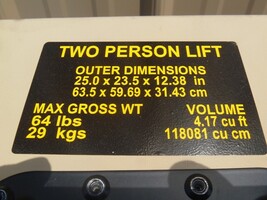 TWO PERSON LIFT
OUTER DIMENSIONS
25.0 x 23.5 x 12.38 in
63.5 x 59.69 x 31.43 cm
MAX GROSS WT VOLUME
64 lbs 4.17 cu ft
29 kgs 118081 cu cm